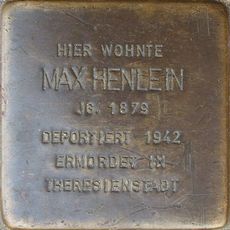 HIER WOHNTE
MAX HENLEIN
JG. 1879
DEPORTIERT 1942
ERMORDET IN
THERESIENSTADT